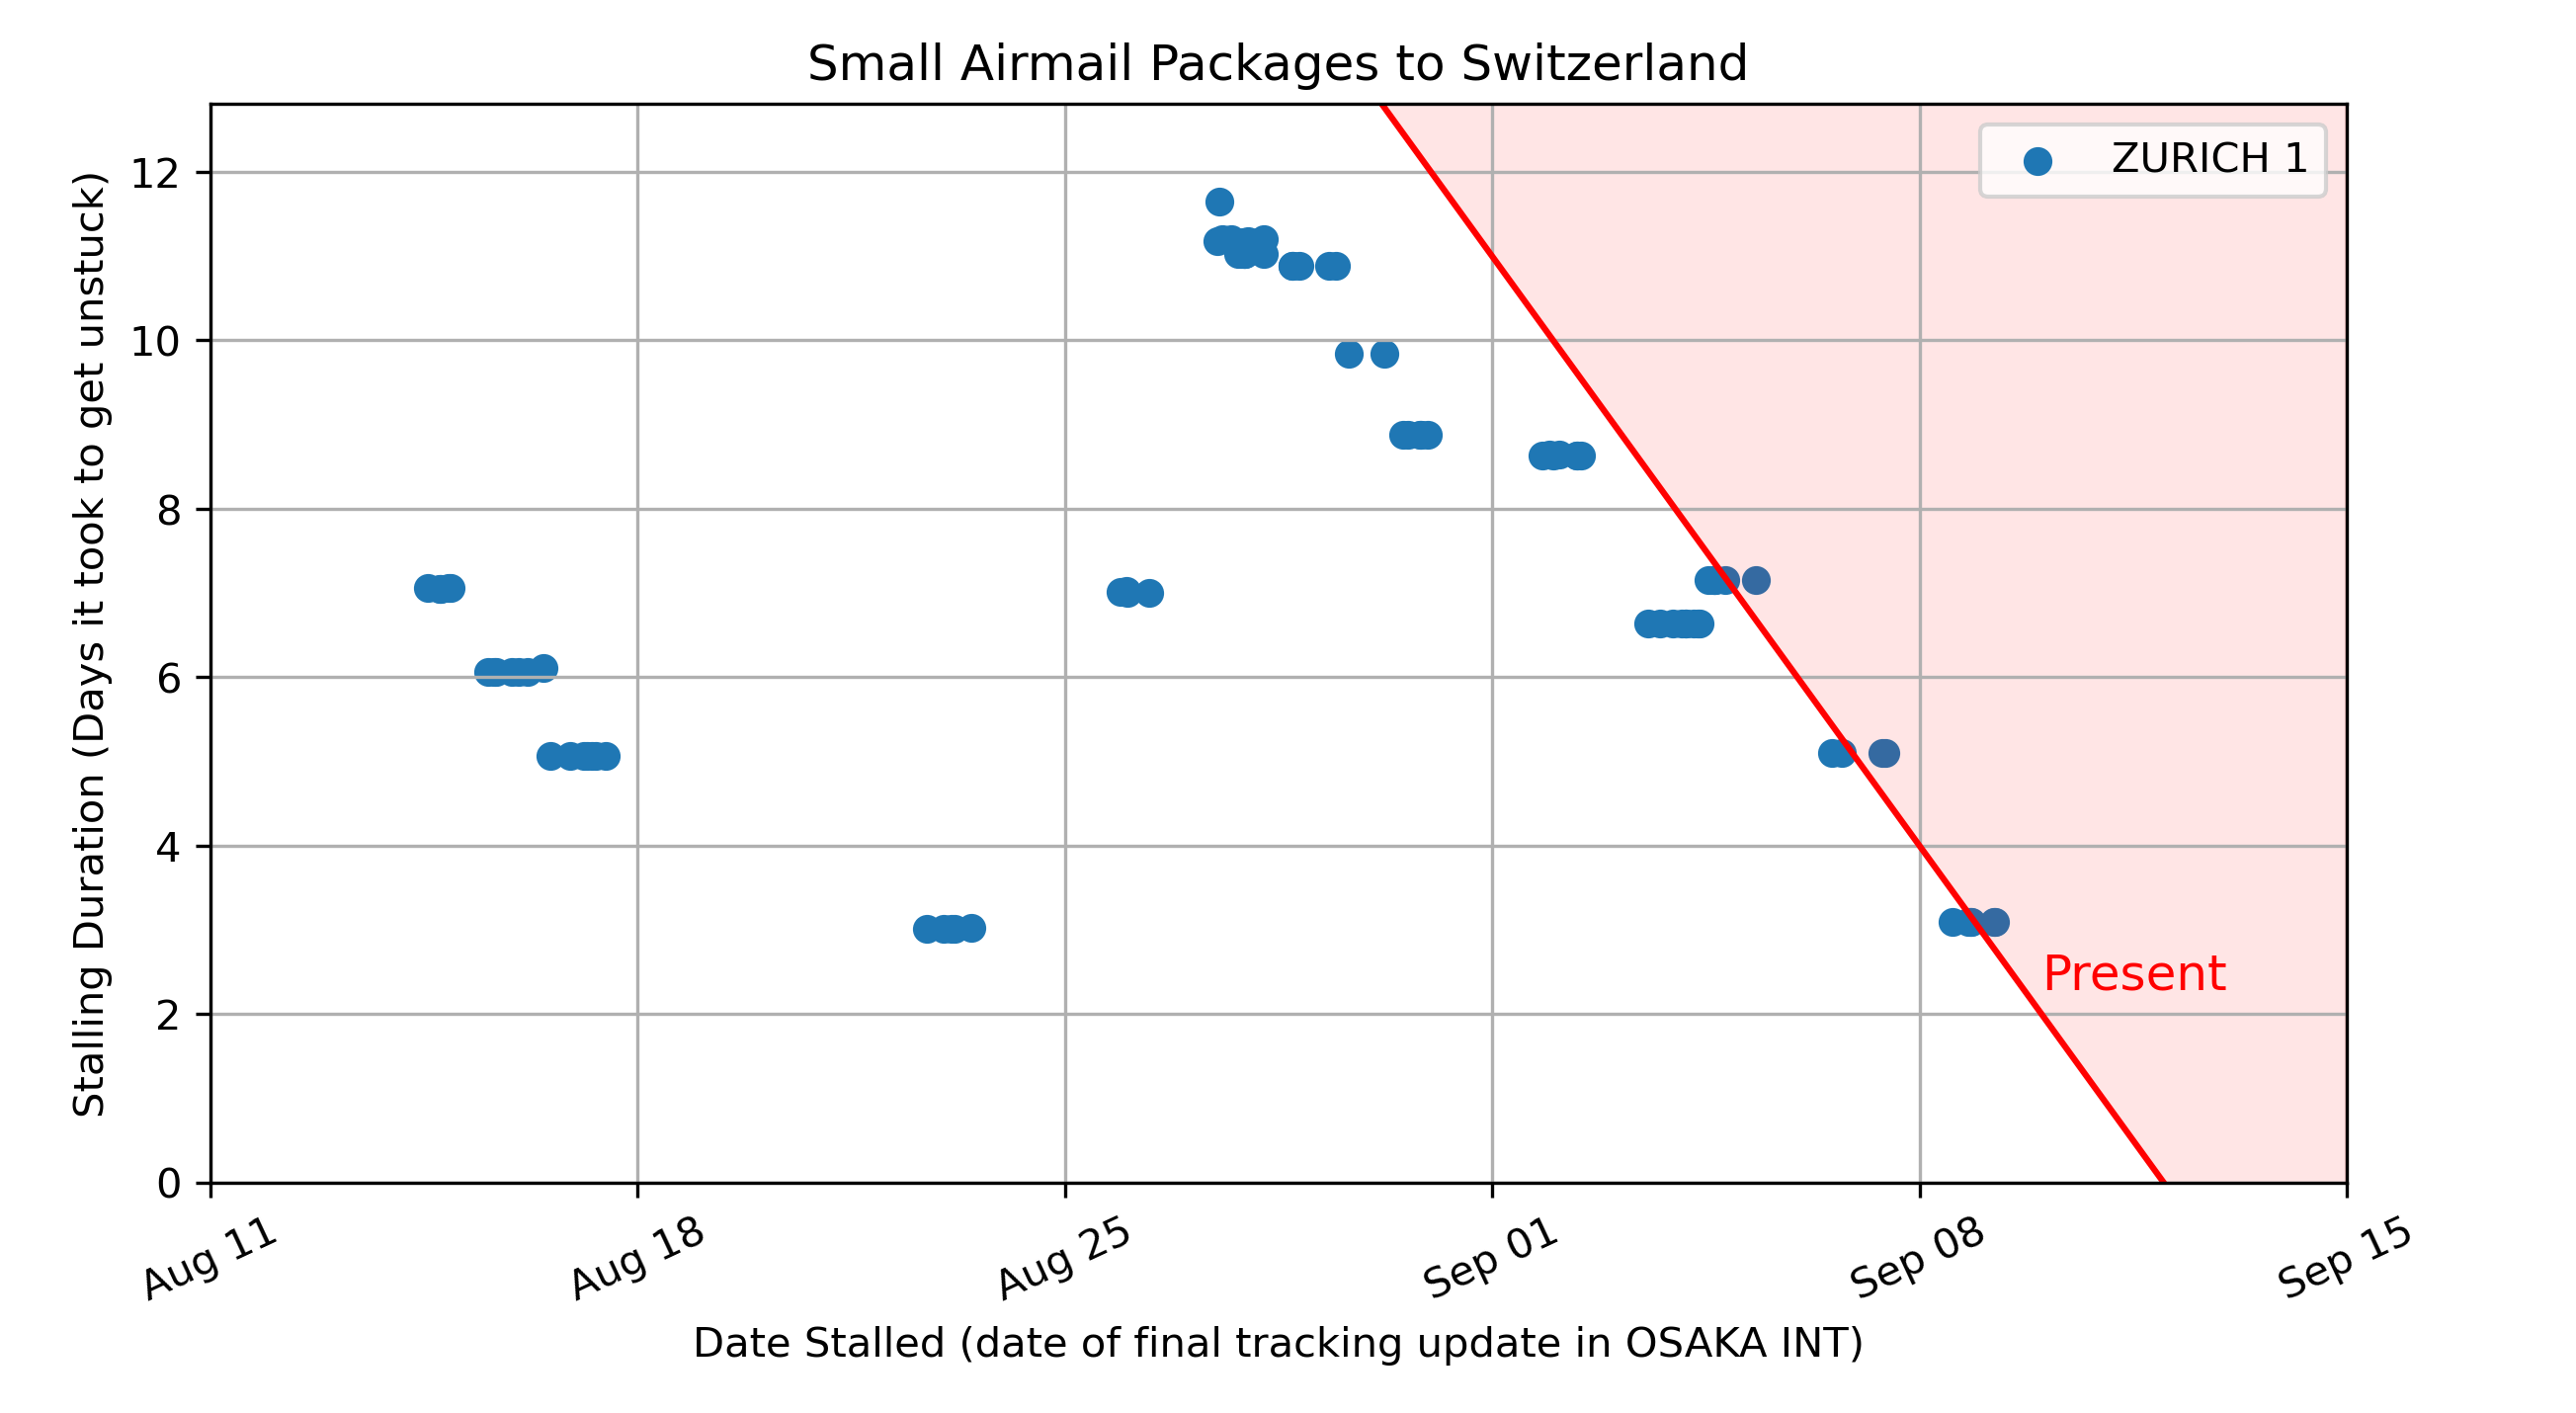 Small Airmail Packages to Switzerland
ZURICH 1
Stalling Duration (Days it took to get unstuck)
12
10
8
6
4
2
0
Present
Aug 11
Aug 18
Aug 25
Sep 01
Sep 08
Sep 15
Date Stalled (date of final tracking update in OSAKA INT)